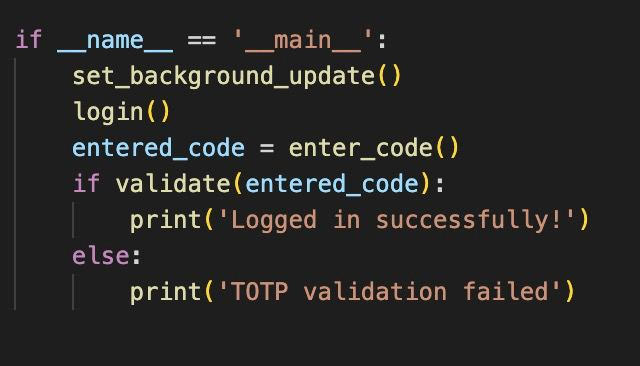 if __name__ == '__main__':
    set_background_update()
    login()
    entered_code = enter_code()
    if validate(entered_code):
        print('Logged in successfully!')
    else:
        print('TOTP validation failed')